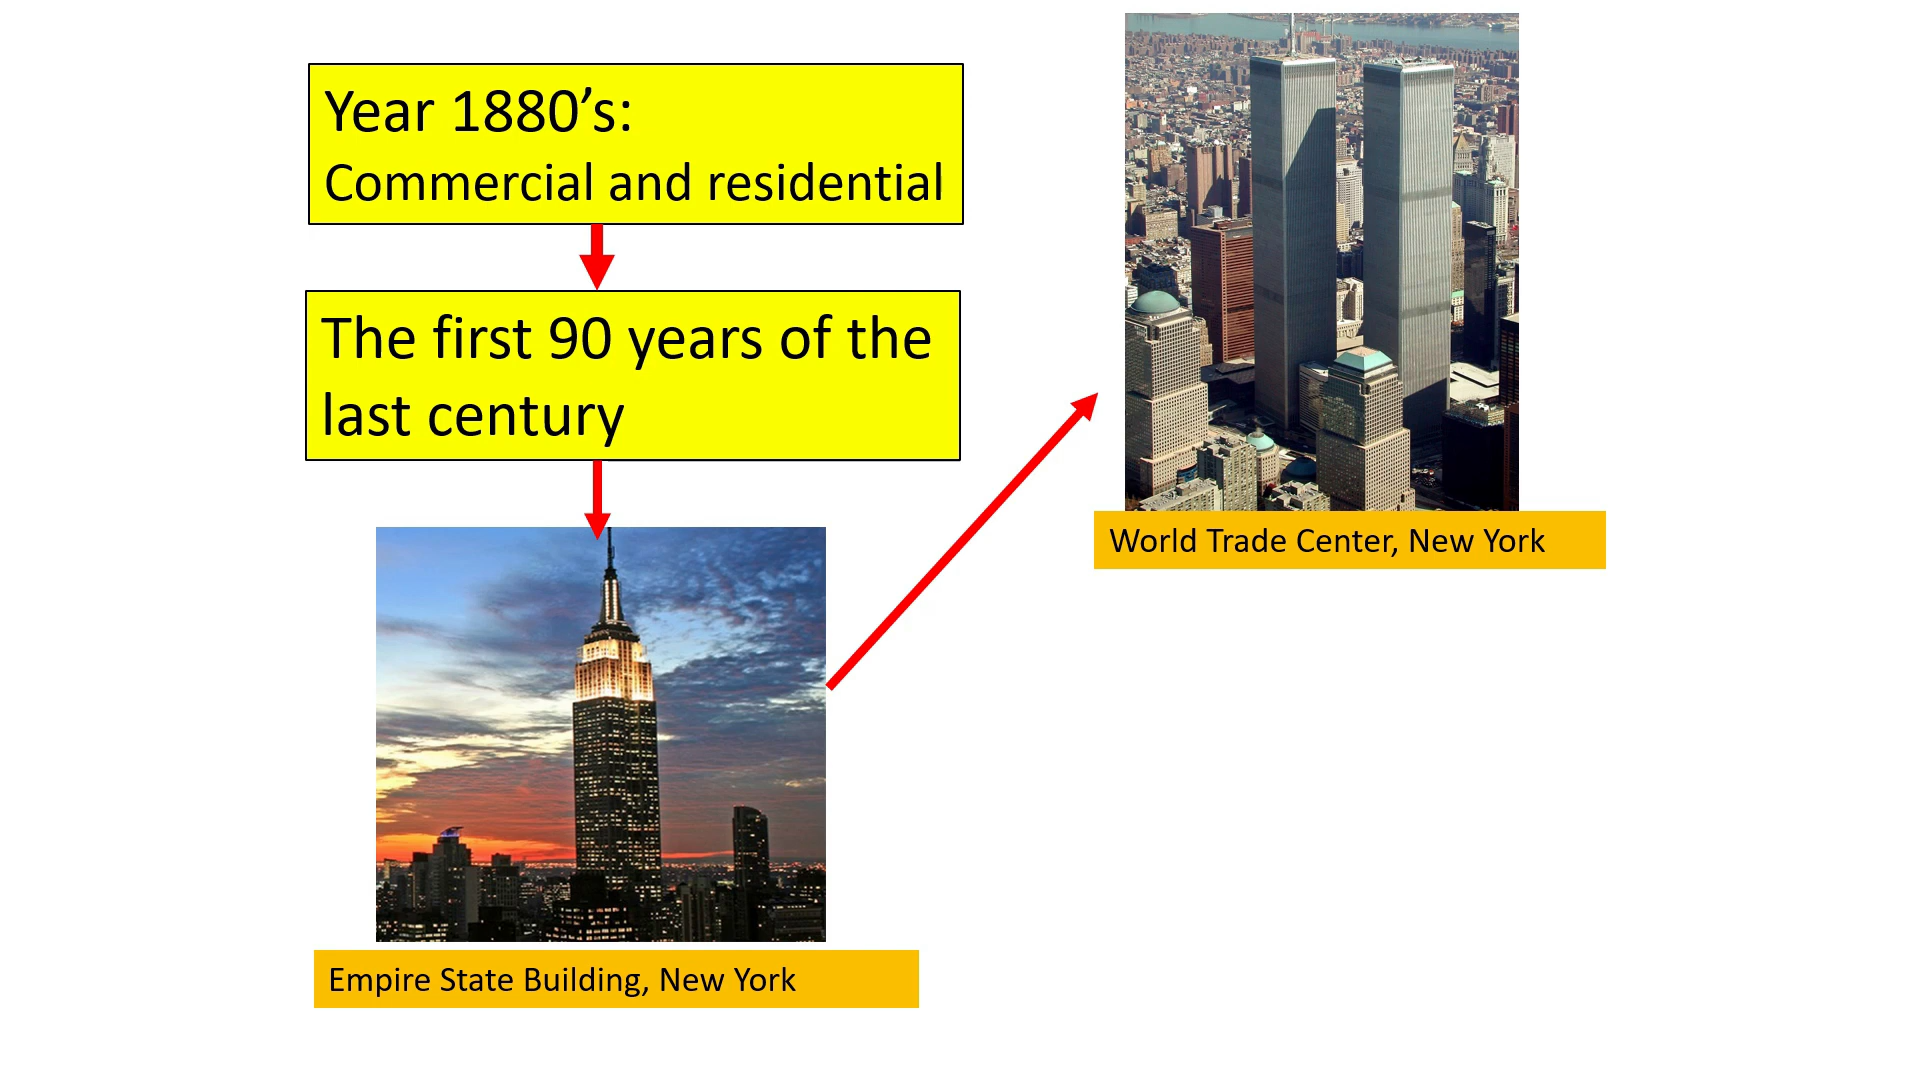 Year 1880’s:
Commercial and residential
The first 90 years of the
last century
Empire State Building, New York
World Trade Center, New York